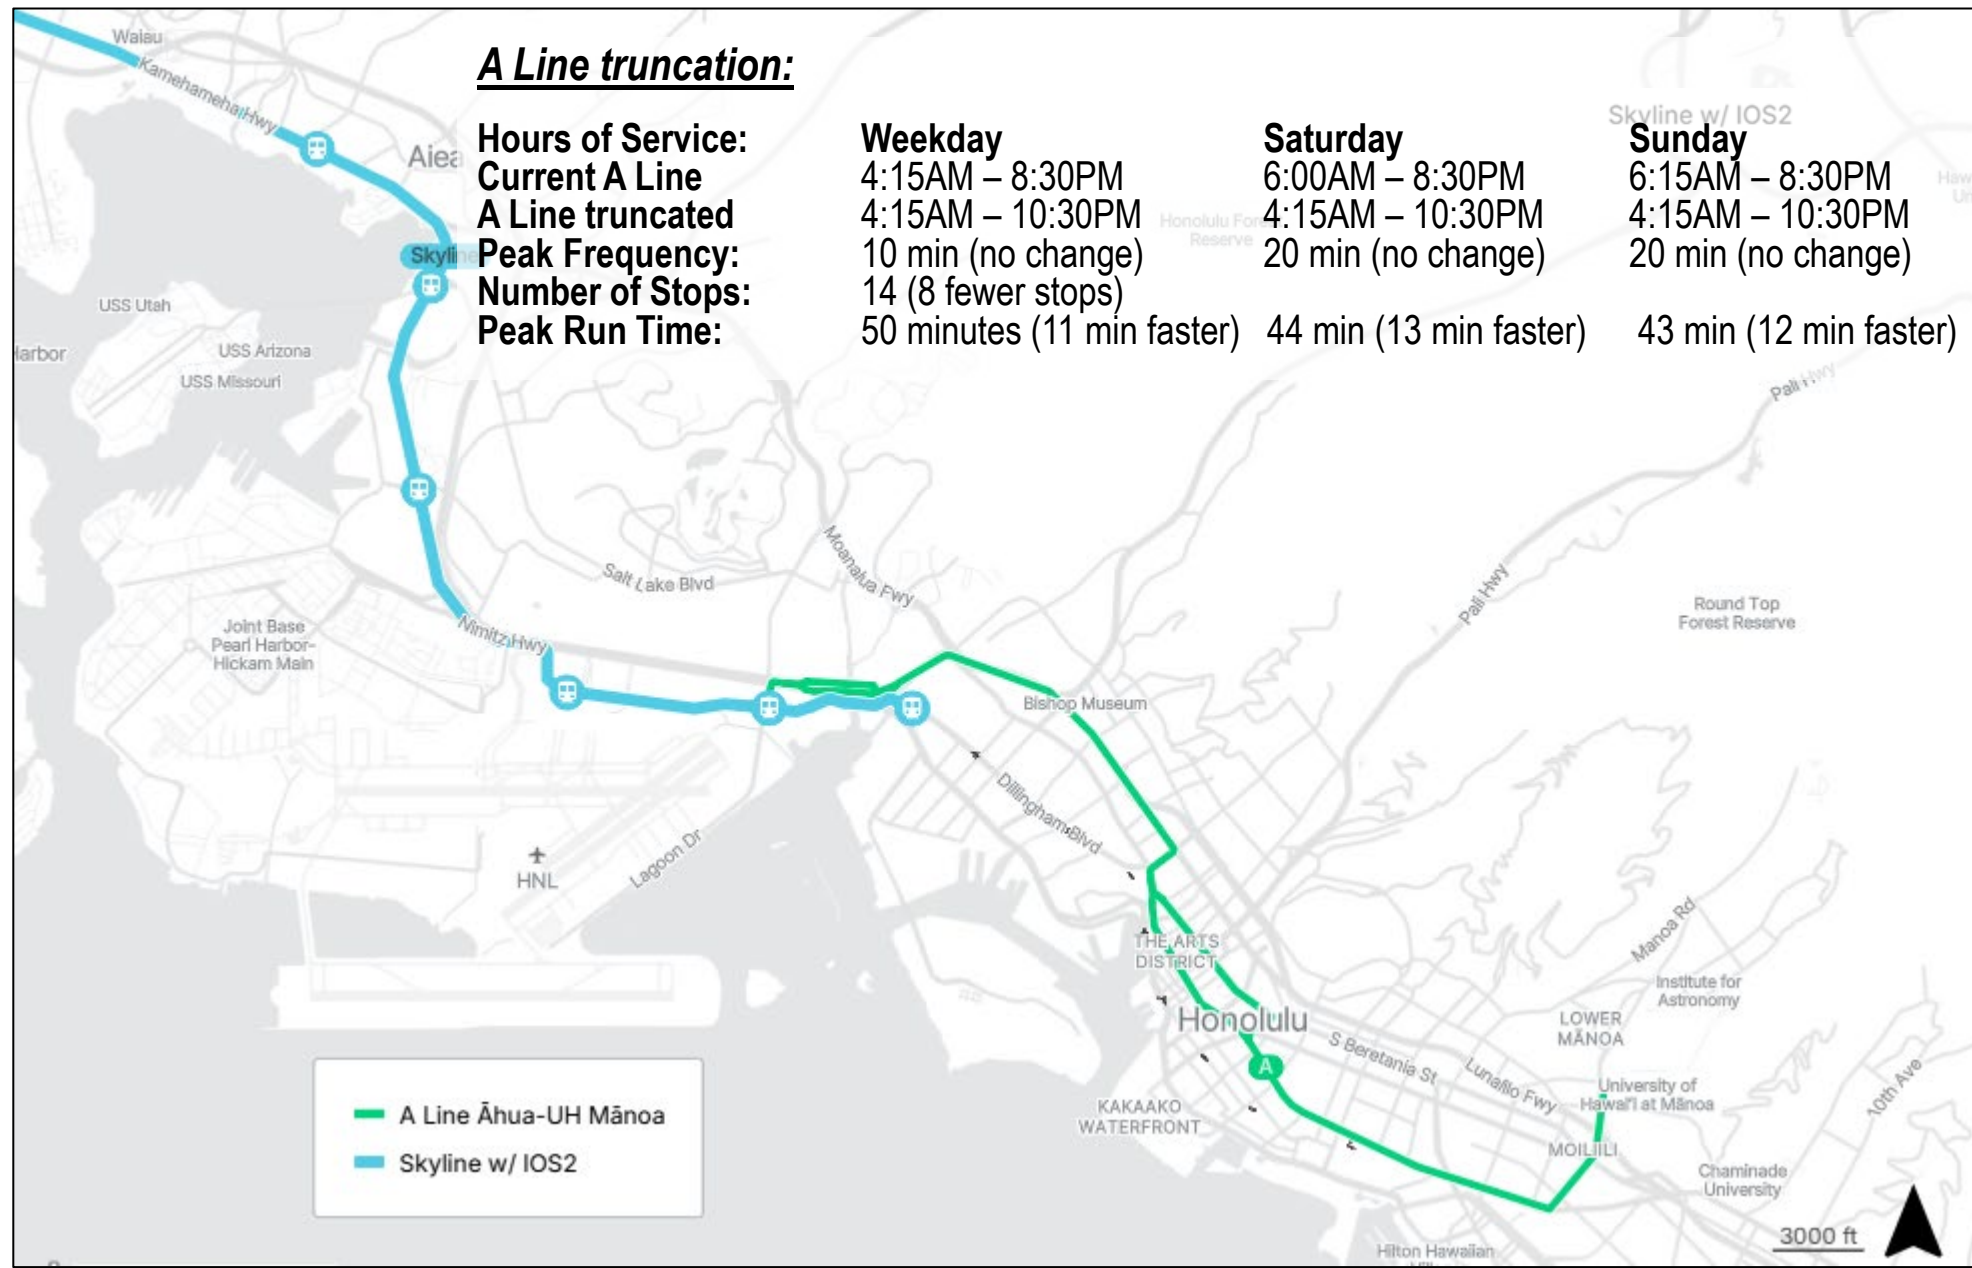 A Line truncation:
Hours of Service: Weekday Saturday Sunday
Current A Line 4:15AM – 8:30PM 6:00AM – 8:30PM 6:15AM – 8:30PM
A Line truncated 4:15AM – 10:30PM 4:15AM – 10:30PM 4:15AM – 10:30PM
Peak Frequency: 10 min (no change) 20 min (no change) 20 min (no change)
Number of Stops: 14 (8 fewer stops)
Peak Run Time: 50 minutes (11 min faster) 44 min (13 min faster) 43 min (12 min faster)
Skyline w/ IOS2
Waiau
Kamehameha Hwy
Aiea
USS Utah
USS Arizona
USS Missouri
Reserve
Pali Hwy
Salt Lake Blvd
Moanalua Fwy
Pali Hwy
Round Top
Forest Reserve
Joint Base
Pearl Harbor-
Hickam Main
Nimitz Hwy
Bishop Museum
Dillingham Blvd
HNL
Lagoon Dr
THE ARTS
DISTRICT
Honolulu
A
Manoa Rd
Institute for
Astronomy
LOWER
MĀNOA
S Beretania St
Lunalilo Fwy
University of
Hawai'i at Mānoa
10th Ave
KAKAAKO
WATERFRONT
MOILIILI
Chaminade
University
Hilton Hawaiian
3000 ft
A Line Āhua-UH Mānoa
Skyline w/ IOS2